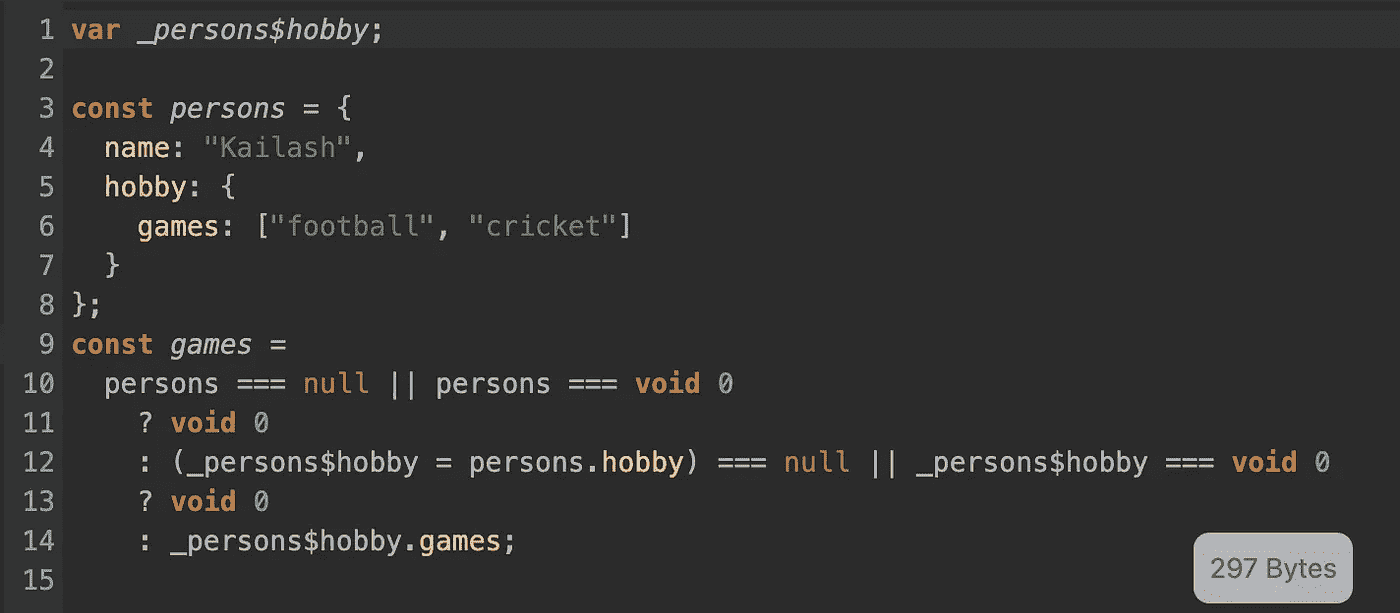 1 var _persons$hobby;
2
3 const persons = {
4   name: "Kailash",
5   hobby: {
6     games: ["football", "cricket"]
7   }
8 };
9 const games =
10   persons === null || persons === void 0
11     ? void 0
12     : (_persons$hobby = persons.hobby) === null || _persons$hobby === void 0
13     ? void 0
14     : _persons$hobby.games;
15
297 Bytes